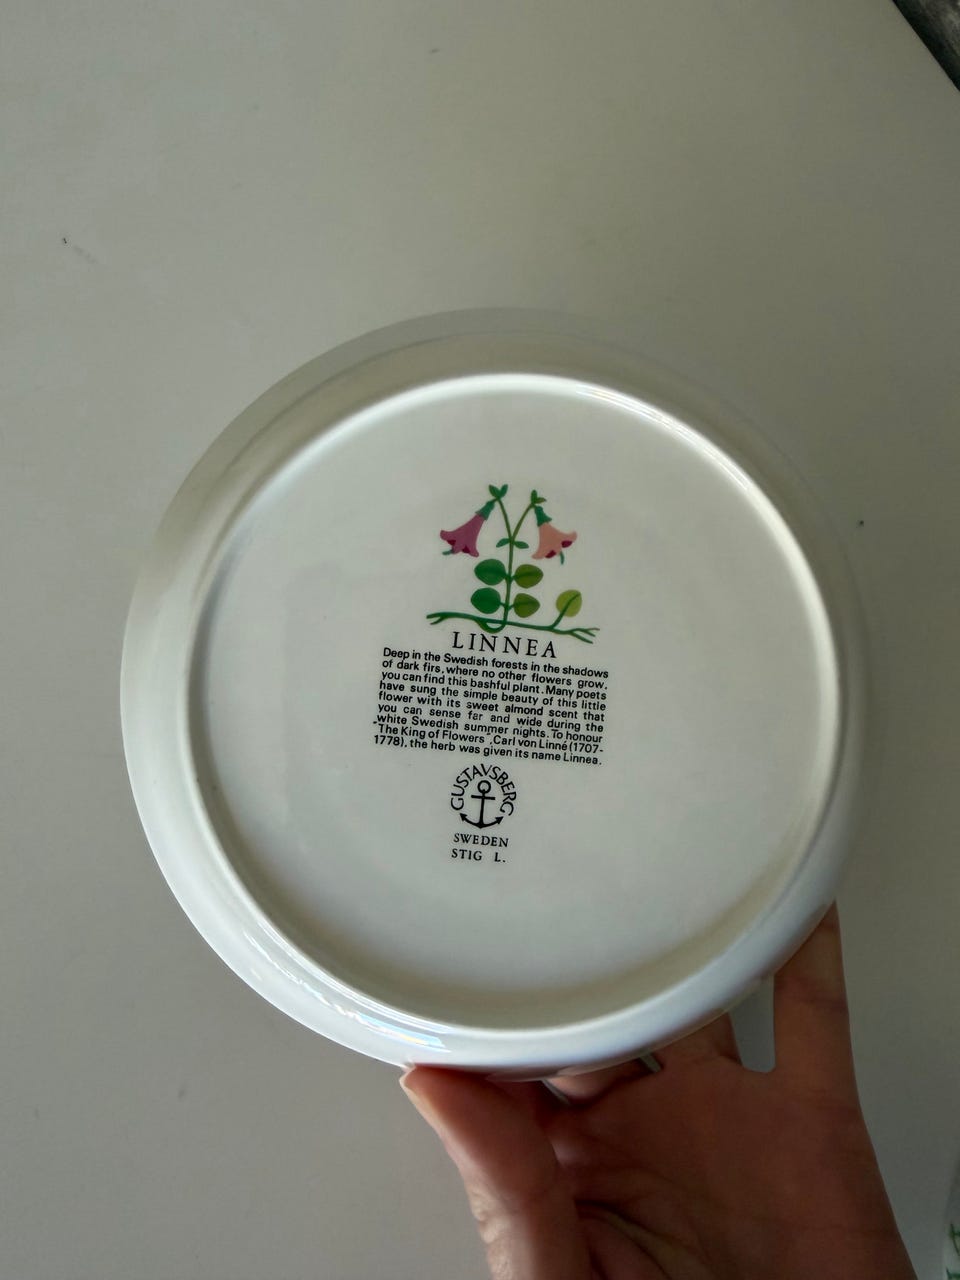 LINNEA
Deep in the Swedish forests in the shadows
of dark firs, where no other flowers grow,
you can find this bashful plant. Many poets
have sung the simple beauty of this little
flower with its sweet almond scent that
you can sense far and wide during the
white Swedish summer nights. To honour
"The King of Flowers", Carl von Linné (1707-
1778), the herb was given its name Linnea.
GUSTAVSBERG
SWEDEN
STIG L.